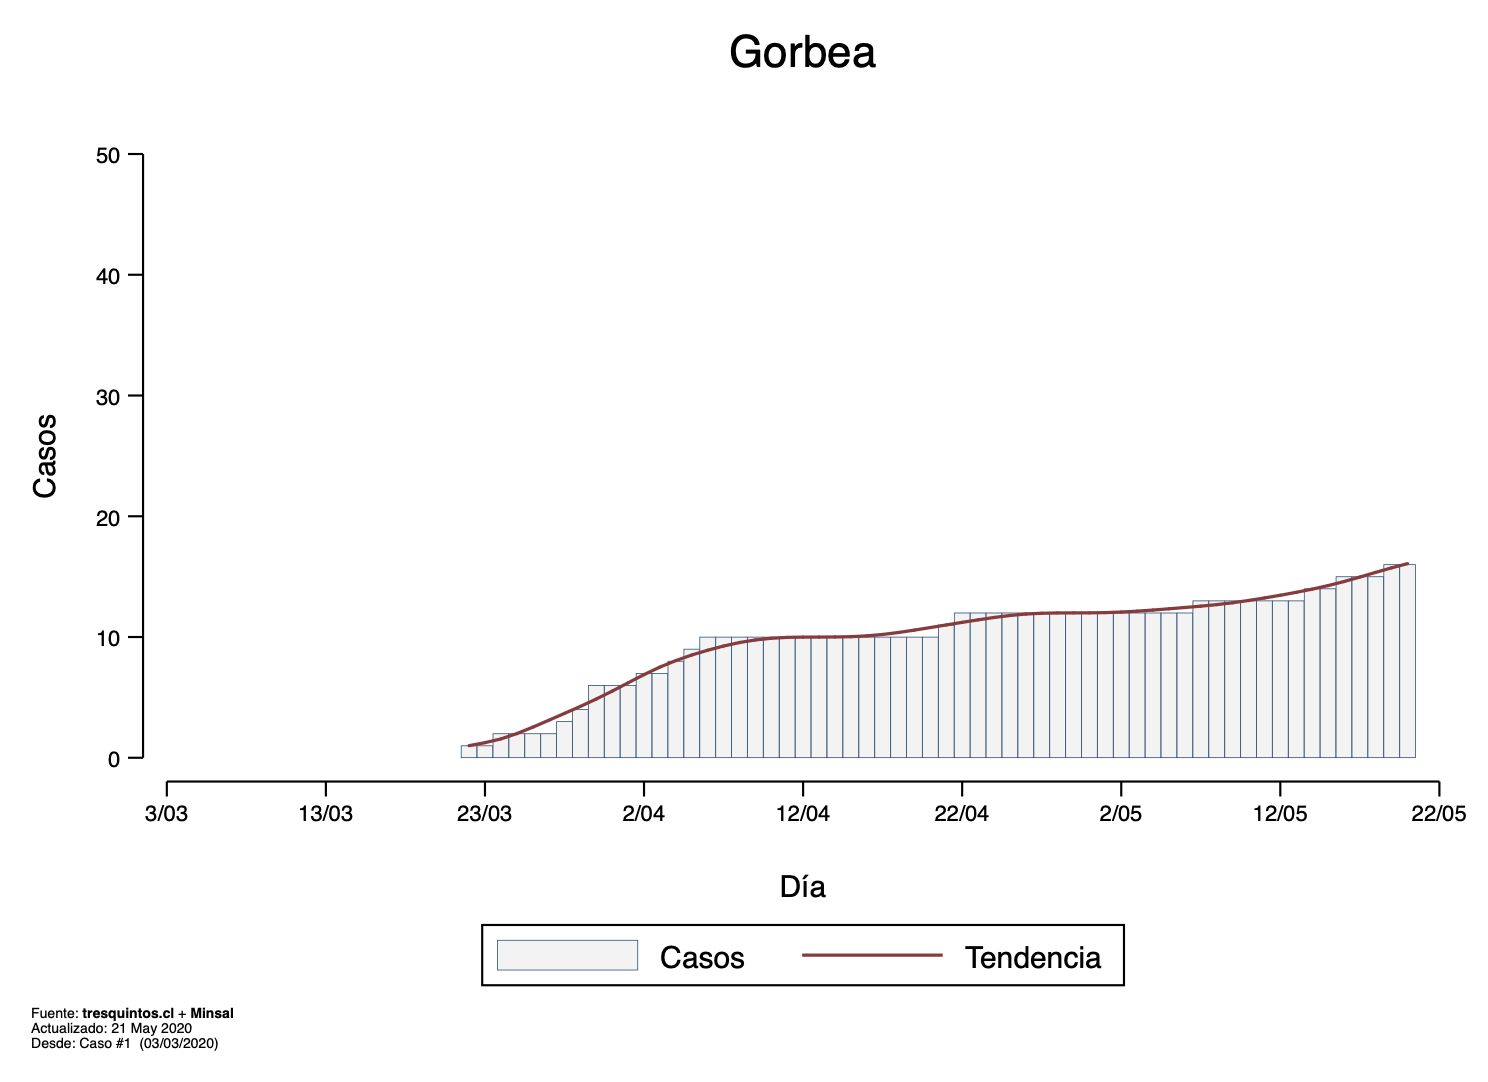 Gorbea
50
40
30
20
10
0
Casos
3/03 13/03 23/03 2/04 12/04 22/04 2/05 12/05 22/05
Día
Casos Tendencia
Fuente: tresquintos.cl + Minsal
Actualizado: 21 May 2020
Desde: Caso #1 (03/03/2020)